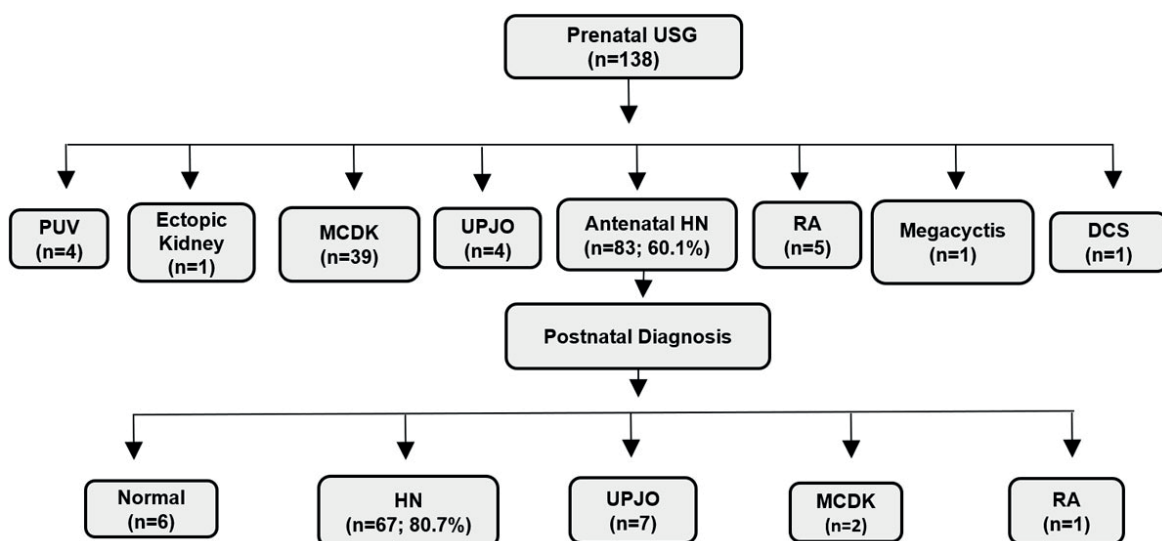 Prenatal USG
(n=138)
PUV
(n=4)
Ectopic
Kidney
(n=1)
MCDK
(n=39)
UPJO
(n=4)
Antenatal HN
(n=83; 60.1%)
RA
(n=5)
Megacyctis
(n=1)
DCS
(n=1)
Postnatal Diagnosis
Normal
(n=6)
HN
(n=67; 80.7%)
UPJO
(n=7)
MCDK
(n=2)
RA
(n=1)